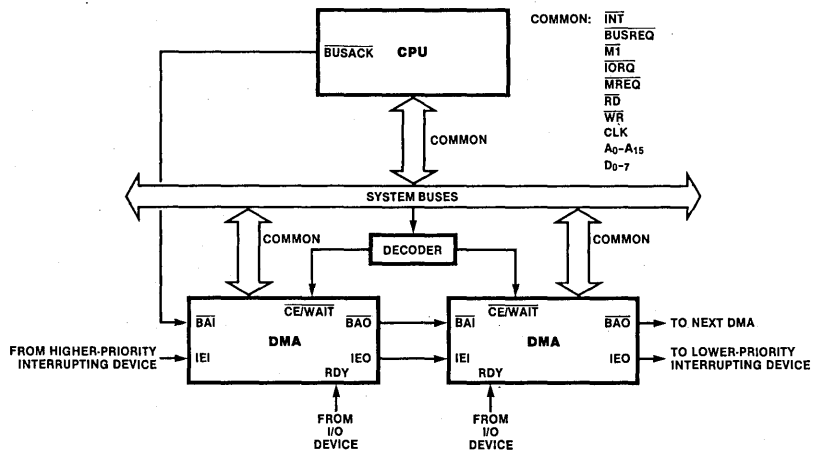 CPU
BUSACK
COMMON:
INT
BUSREQ
M1
IORQ
MREQ
RD
WR
CLK
A0-A15
D0-7
COMMON
SYSTEM BUSES
COMMON
DECODER
COMMON
CE/WAIT
BAI
BAO
DMA
IEI
IEO
RDY
CE/WAIT
BAI
BAO
DMA
IEI
IEO
RDY
TO NEXT DMA
FROM HIGHER-PRIORITY
INTERRUPTING DEVICE
TO LOWER-PRIORITY
INTERRUPTING DEVICE
FROM
I/O
DEVICE
FROM
I/O
DEVICE